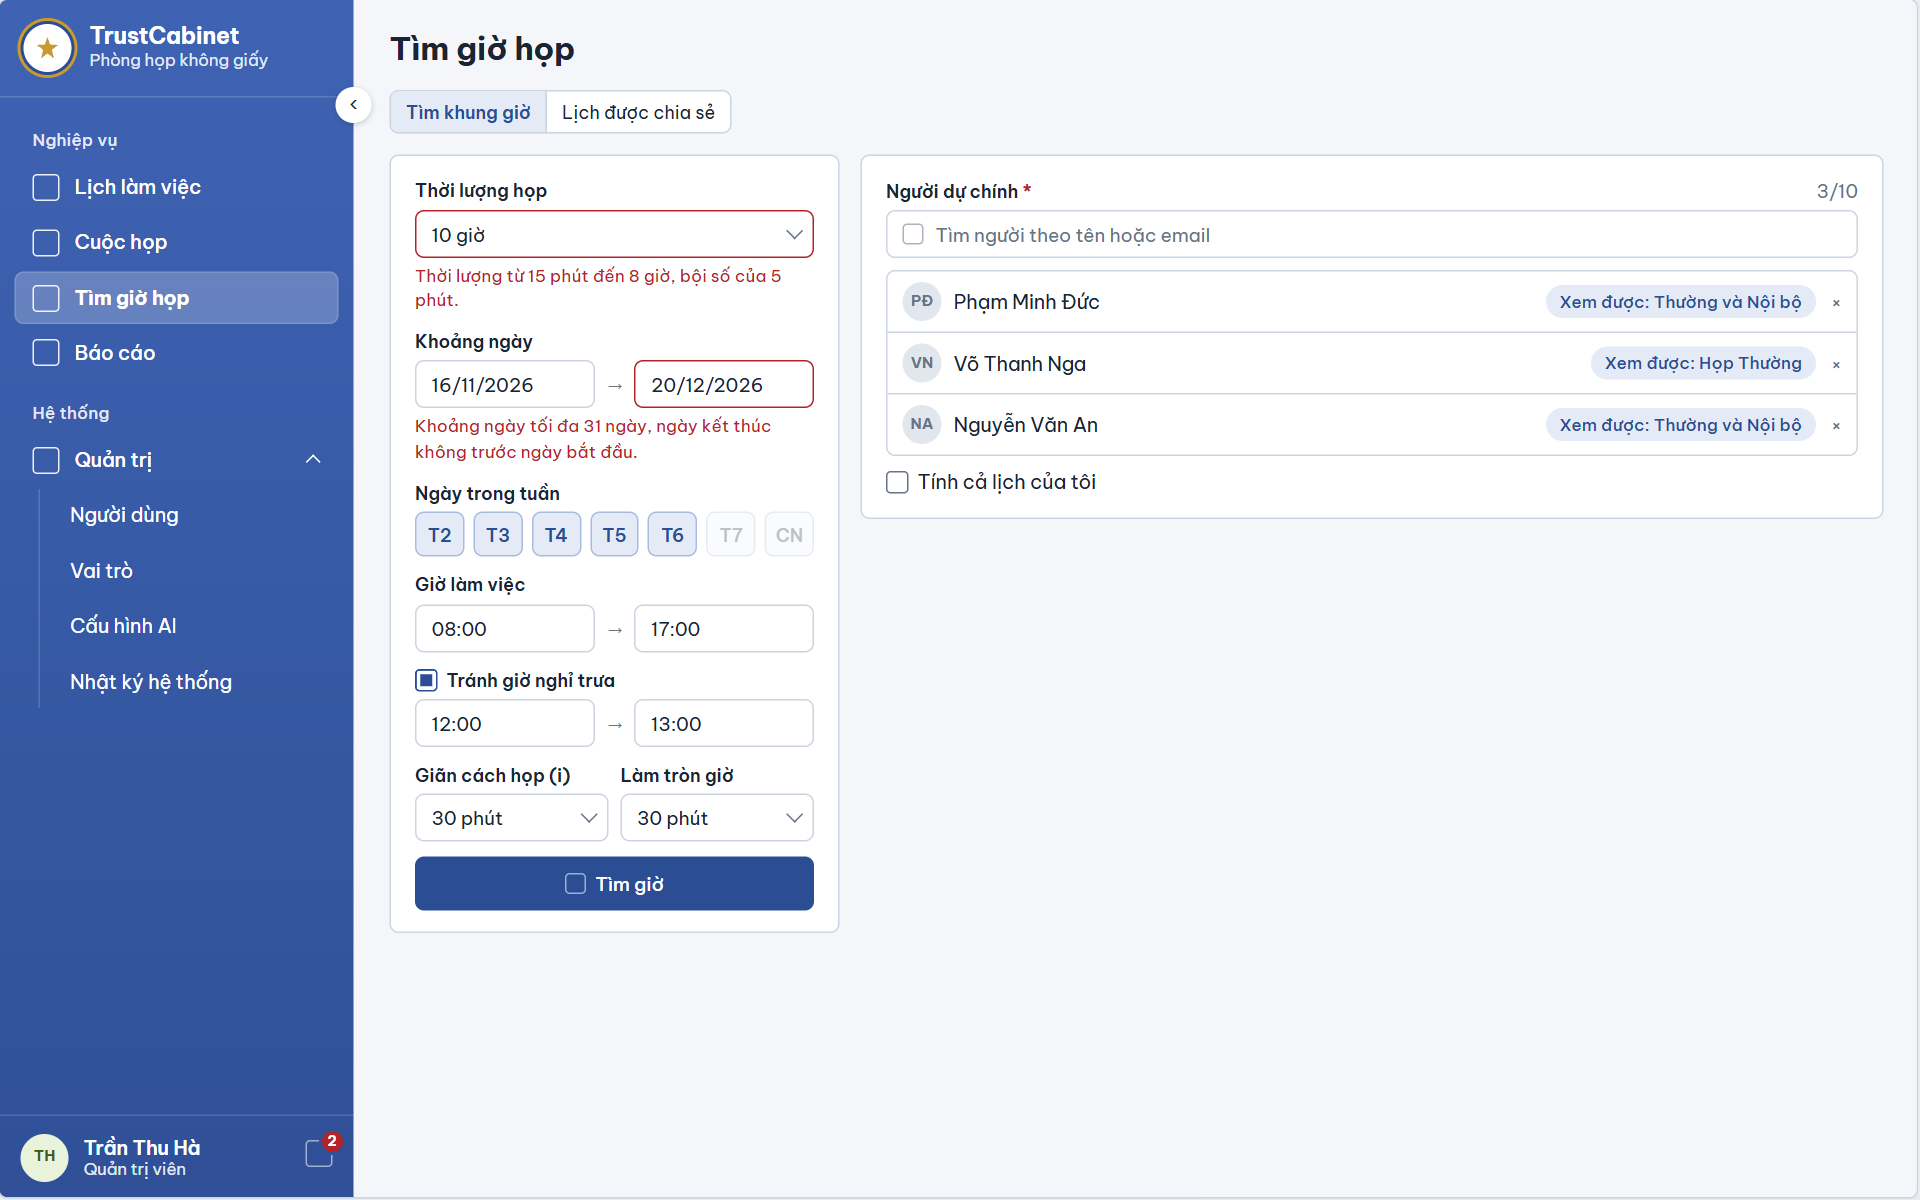 TrustCabinet
Phòng họp không giấy
Nghiệp vụ
Lịch làm việc
Cuộc họp
Tìm giờ họp
Báo cáo
Hệ thống
Quản trị
Người dùng
Vai trò
Cấu hình AI
Nhật ký hệ thống
TH
Trần Thu Hà
Quản trị viên
2
Tìm giờ họp
Tìm khung giờ
Lịch được chia sẻ
Thời lượng họp
10 giờ
Thời lượng từ 15 phút đến 8 giờ, bội số của 5
phút.
Khoảng ngày
16/11/2026 → 20/12/2026
Khoảng ngày tối đa 31 ngày, ngày kết thúc
không trước ngày bắt đầu.
Ngày trong tuần
T2 T3 T4 T5 T6 T7 CN
Giờ làm việc
08:00 → 17:00
Tránh giờ nghỉ trưa
12:00 → 13:00
Giãn cách họp (i) Làm tròn giờ
30 phút 30 phút
Tìm giờ
Người dự chính * 3/10
Tìm người theo tên hoặc email
PĐ Phạm Minh Đức Xem được: Thường và Nội bộ ×
VN Võ Thanh Nga Xem được: Họp Thường ×
NA Nguyễn Văn An Xem được: Thường và Nội bộ ×
Tính cả lịch của tôi